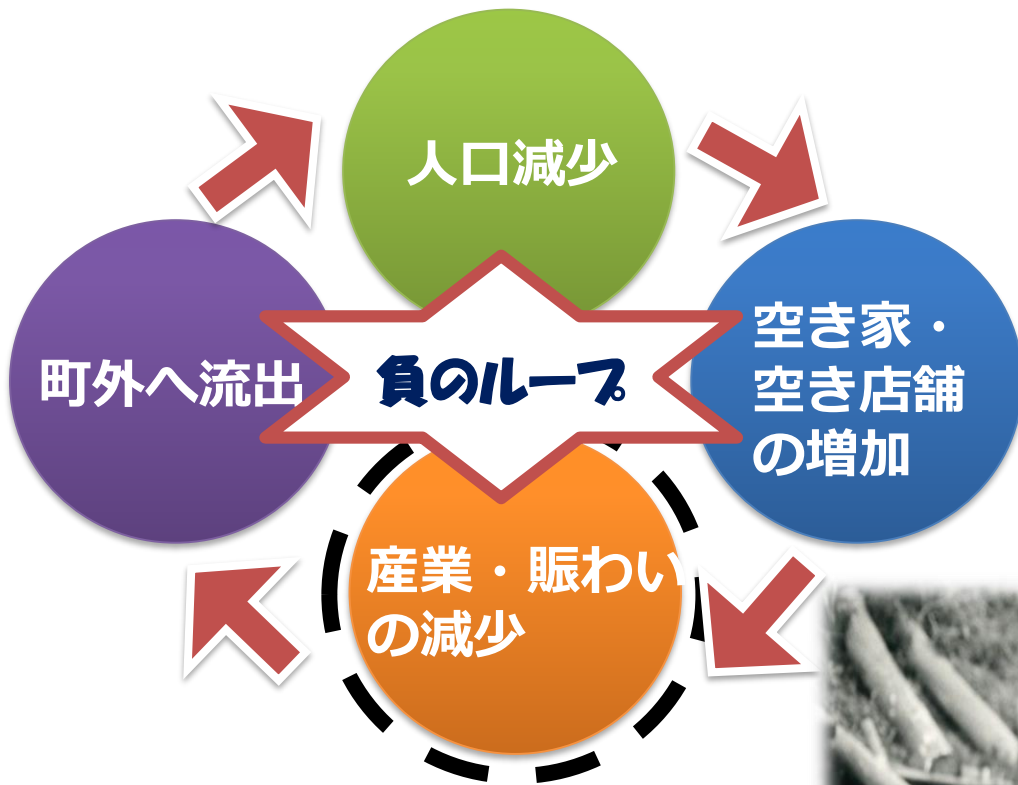 人口減少
空き家・
空き店舗
の増加
産業・賑わい
の減少
町外へ流出
負のループ